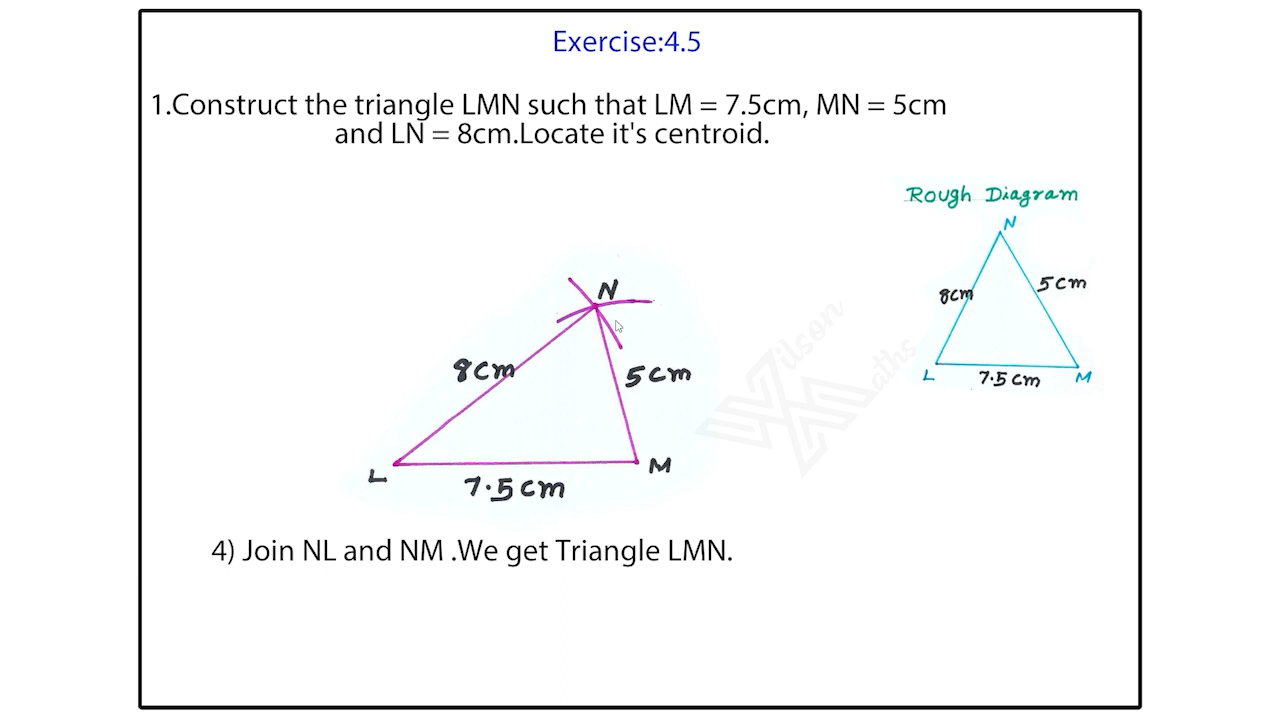 Exercise:4.5
1.Construct the triangle LMN such that LM = 7.5cm, MN = 5cm
and LN = 8cm.Locate it's centroid.
Rough Diagram
N
8cm
5cm
L
7.5cm
M
N
8cm
5cm
L
M
7.5cm
Wilson
Maths
4) Join NL and NM .We get Triangle LMN.